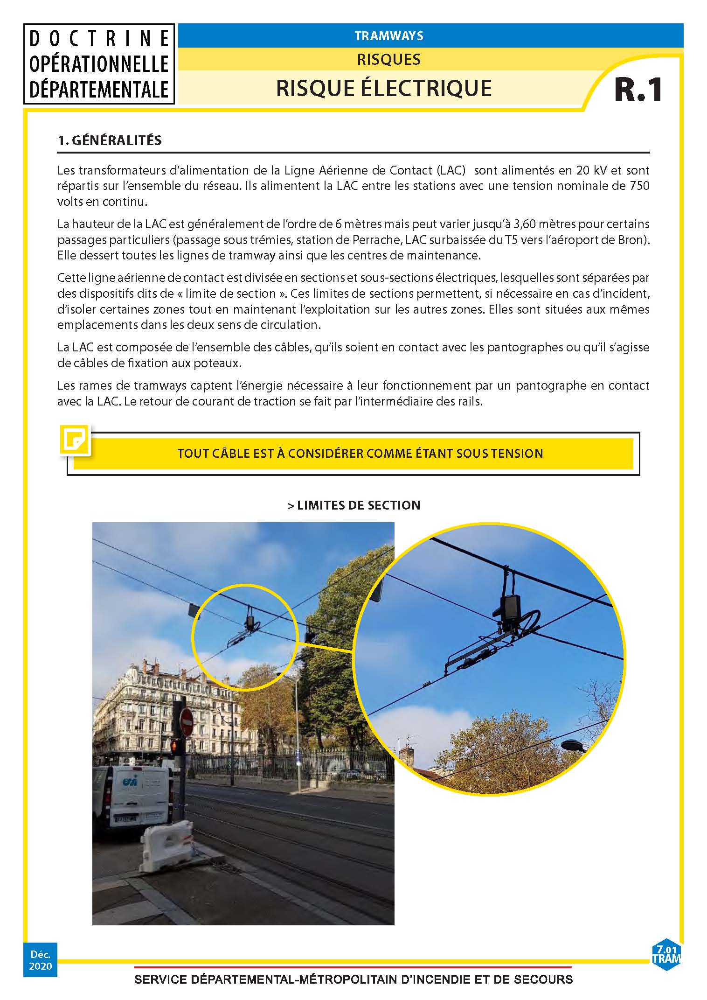 DOCTRINE
OPÉRATIONNELLE
DÉPARTEMENTALE
TRAMWAYS
RISQUES
RISQUE ÉLECTRIQUE
R.1
1. GÉNÉRALITÉS
Les transformateurs d’alimentation de la Ligne Aérienne de Contact (LAC) sont alimentés en 20 kV et sont
répartis sur l’ensemble du réseau. Ils alimentent la LAC entre les stations avec une tension nominale de 750
volts en continu.
La hauteur de la LAC est généralement de l’ordre de 6 mètres mais peut varier jusqu’à 3,60 mètres pour certains
passages particuliers (passage sous trémies, station de Perrache, LAC surbaissée du T5 vers l’aéroport de Bron).
Elle dessert toutes les lignes de tramway ainsi que les centres de maintenance.
Cette ligne aérienne de contact est divisée en sections et sous-sections électriques, lesquelles sont séparées par
des dispositifs dits de « limite de section ». Ces limites de sections permettent, si nécessaire en cas d’incident,
d’isoler certaines zones tout en maintenant l’exploitation sur les autres zones. Elles sont situées aux mêmes
emplacements dans les deux sens de circulation.
La LAC est composée de l’ensemble des câbles, qu’ils soient en contact avec les pantographes ou qu’il s’agisse
de câbles de fixation aux poteaux.
Les rames de tramways captent l’énergie nécessaire à leur fonctionnement par un pantographe en contact
avec la LAC. Le retour de courant de traction se fait par l’intermédiaire des rails.
TOUT CÂBLE EST À CONSIDÉRER COMME ÉTANT SOUS TENSION
> LIMITES DE SECTION
Déc.
2020
7.01
TRAM
SERVICE DÉPARTEMENTAL-MÉTROPOLITAIN D’INCENDIE ET DE SECOURS